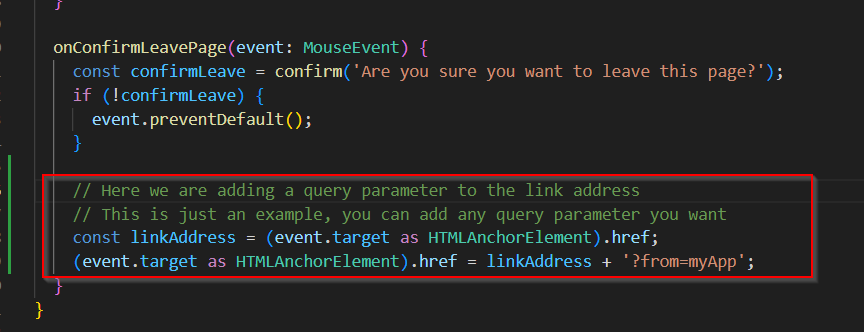 }
onConfirmLeavePage(event: MouseEvent) {
const confirmLeave = confirm('Are you sure you want to leave this page?');
if (!confirmLeave) {
event.preventDefault();
}
// Here we are adding a query parameter to the link address
// This is just an example, you can add any query parameter you want
const linkAddress = (event.target as HTMLAnchorElement).href;
(event.target as HTMLAnchorElement).href = linkAddress + '?from=myApp';
}
}